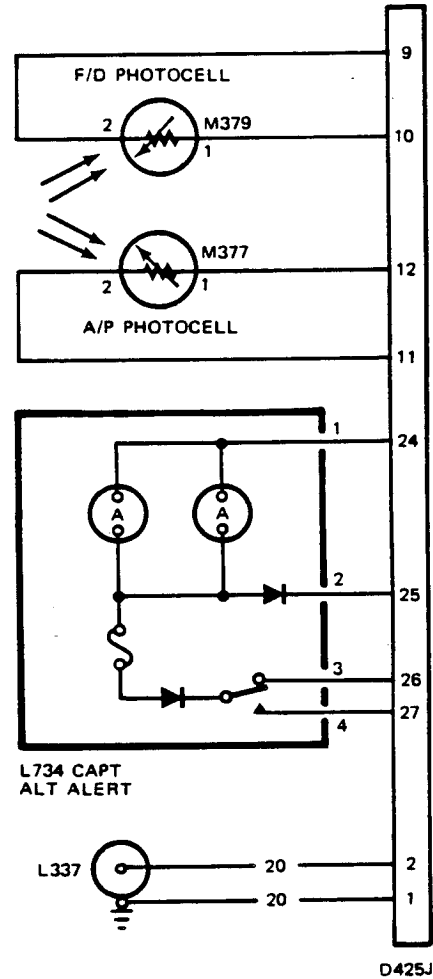 9
F/D PHOTOCELL
2
M379
10
1
M377
12
2
1
A/P PHOTOCELL
11
1
24
A
A
2
25
3
26
27
4
L734 CAPT
ALT ALERT
L337
20
2
20
1
D425J